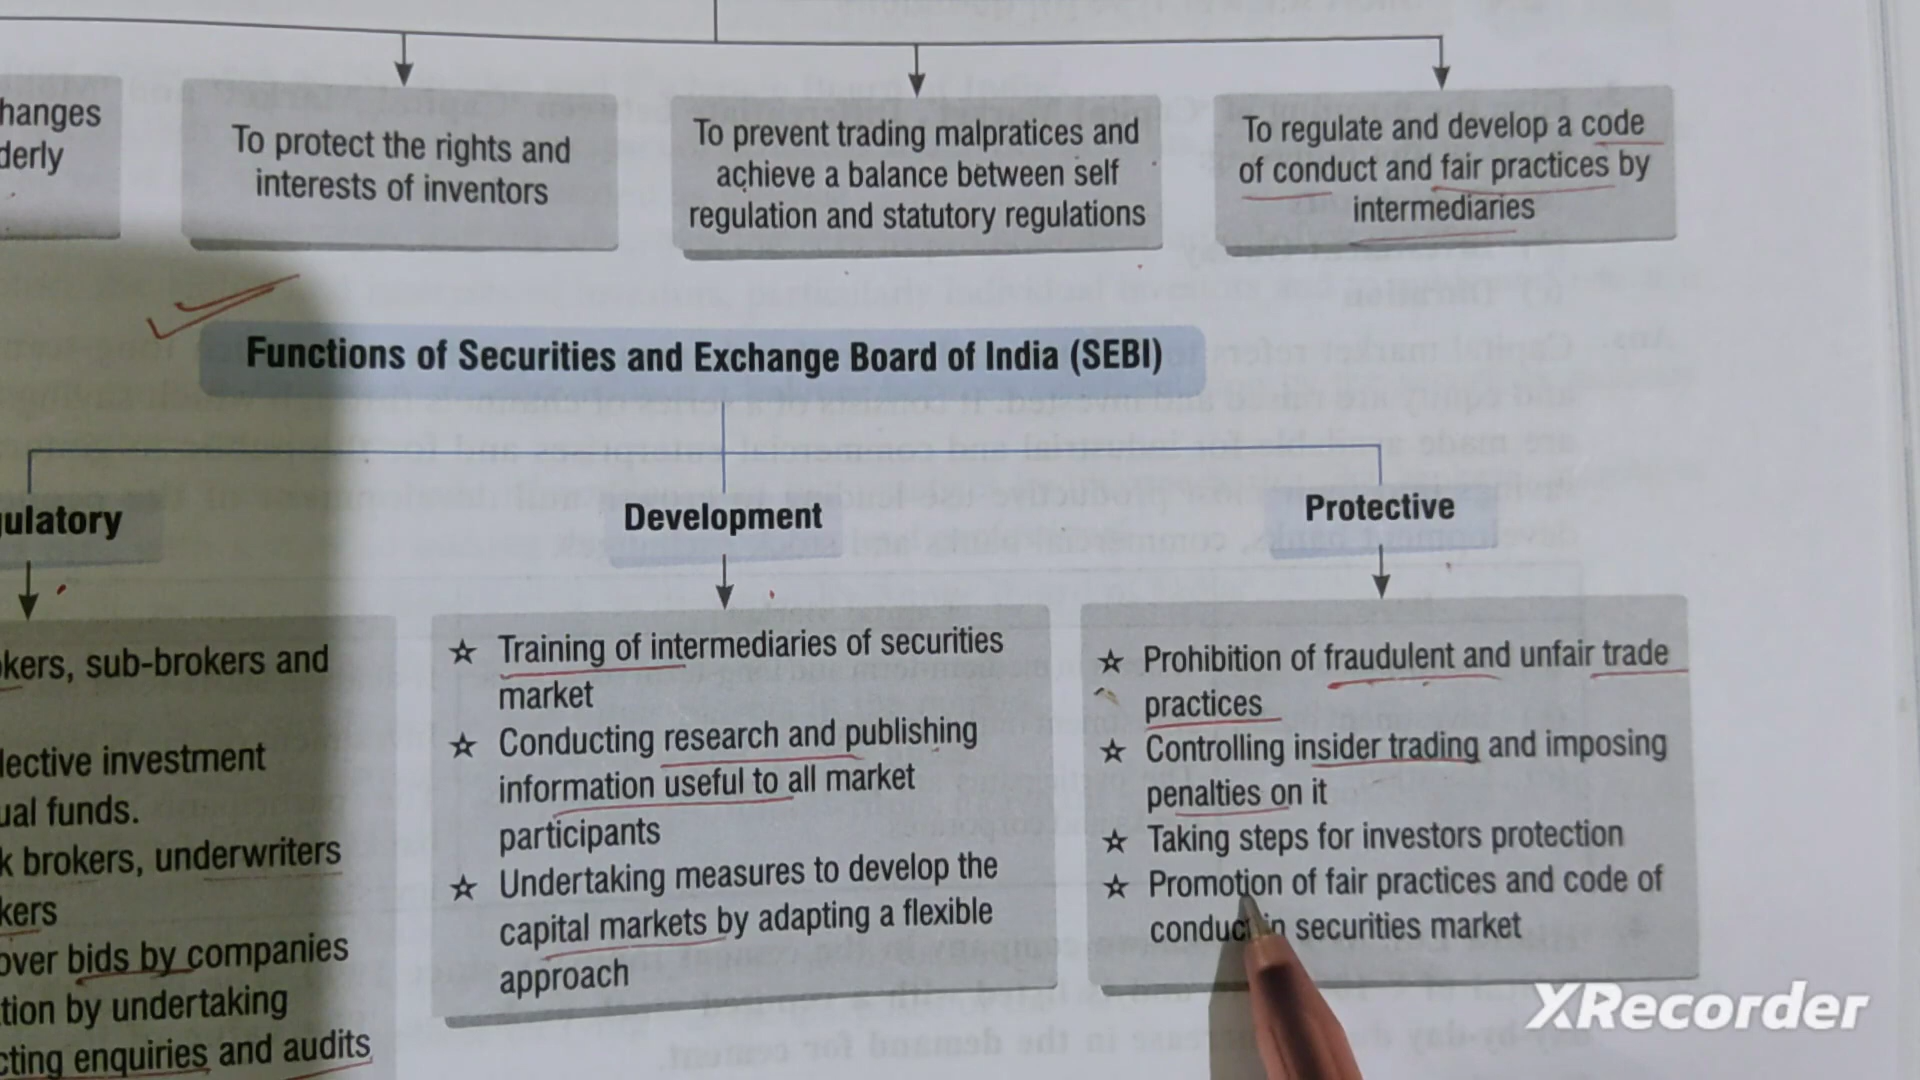 hanges
derly
To protect the rights and
interests of inventors
To prevent trading malpratices and
achieve a balance between self
regulation and statutory regulations
To regulate and develop a code
of conduct and fair practices by
intermediaries
Functions of Securities and Exchange Board of India (SEBI)
ulatory
kers, sub-brokers and
lective investment
ual funds.
k brokers, underwriters
kers
over bids by companies
tion by undertaking
cting enquiries and audits
Development
☆ Training of intermediaries of securities
market
☆ Conducting research and publishing
information useful to all market
participants
☆ Undertaking measures to develop the
capital markets by adapting a flexible
approach
Protective
☆ Prohibition of fraudulent and unfair trade
practices
☆ Controlling insider trading and imposing
penalties on it
☆ Taking steps for investors protection
☆ Promotion of fair practices and code of
conduct in securities market
XRecorder